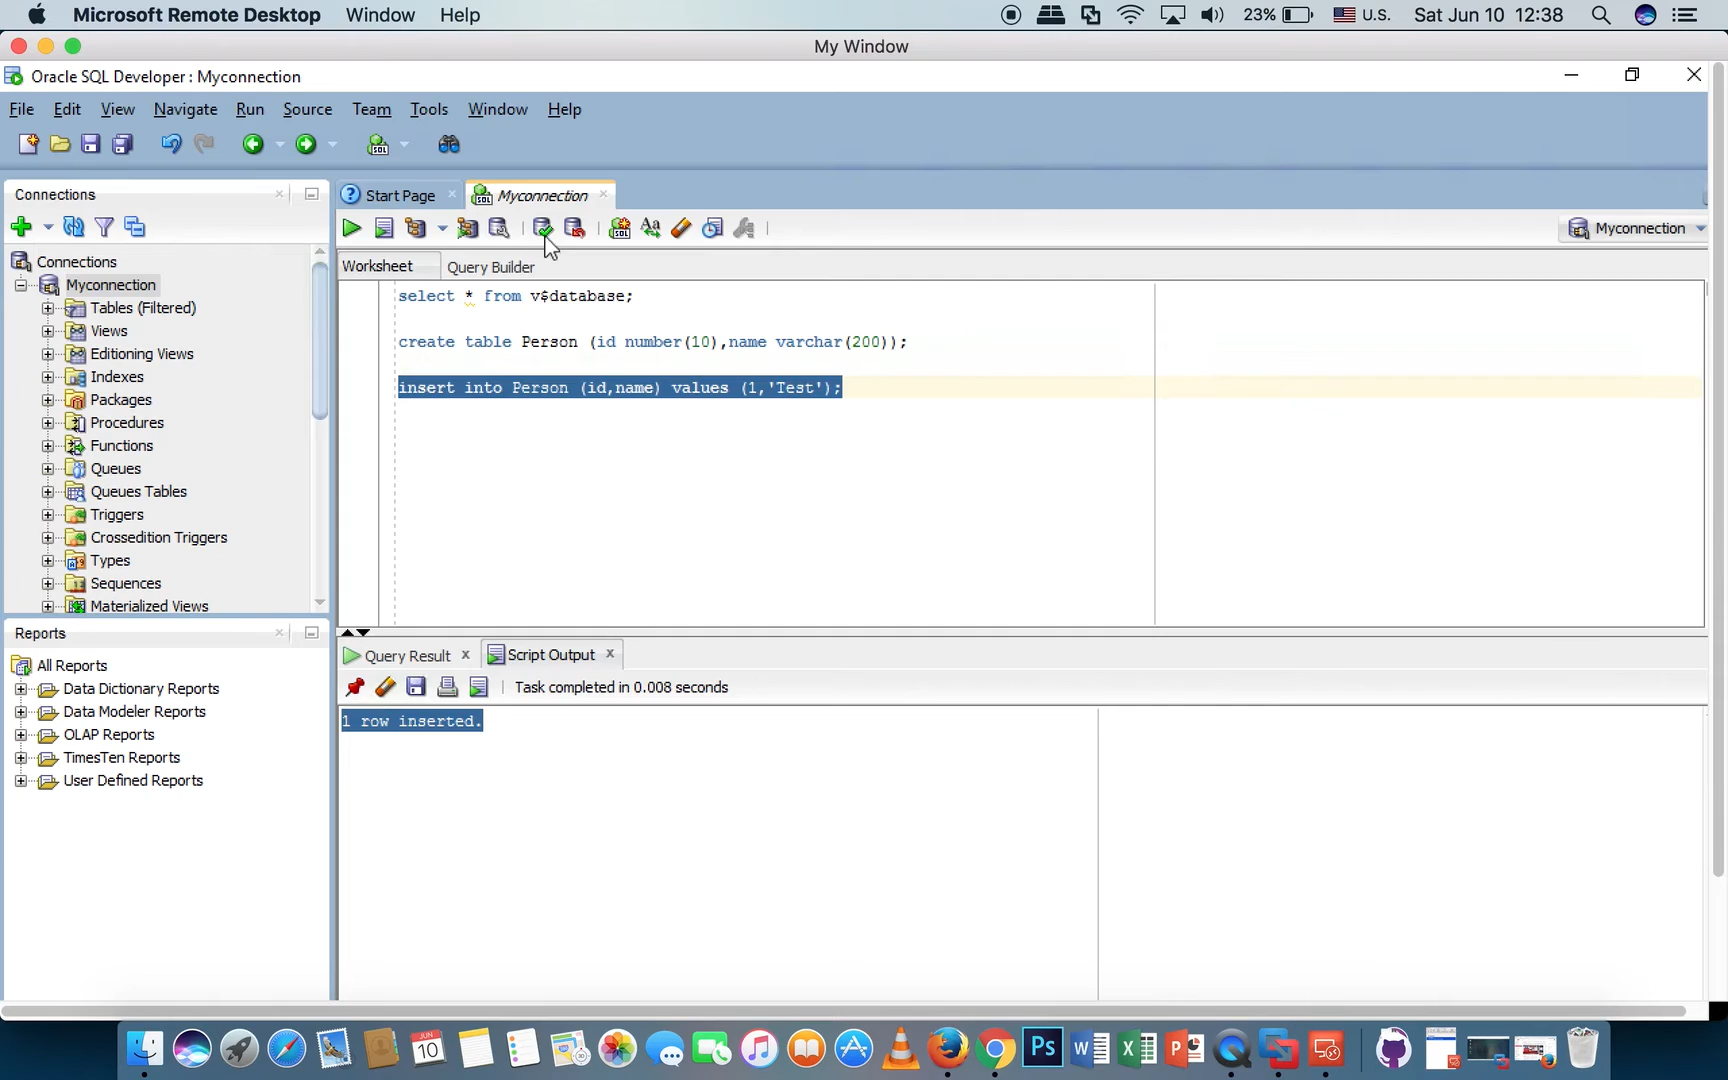 Microsoft Remote Desktop Window Help 23% U.S. Sat Jun 10 12:38
My Window
Oracle SQL Developer : Myconnection
File Edit View Navigate Run Source Team Tools Window Help
Connections
Start Page
Myconnection
Myconnection
Worksheet
Query Builder
Connections
Myconnection
Tables (Filtered)
Views
Editioning Views
Indexes
Packages
Procedures
Functions
Queues
Queues Tables
Triggers
Crossedition Triggers
Types
Sequences
Materialized Views
select * from v$database;
create table Person (id number(10),name varchar(200));
insert into Person (id,name) values (1,'Test');
Reports
All Reports
Data Dictionary Reports
Data Modeler Reports
OLAP Reports
TimesTen Reports
User Defined Reports
Query Result
Script Output
Task completed in 0.008 seconds
1 row inserted.
JUN
10
Ps